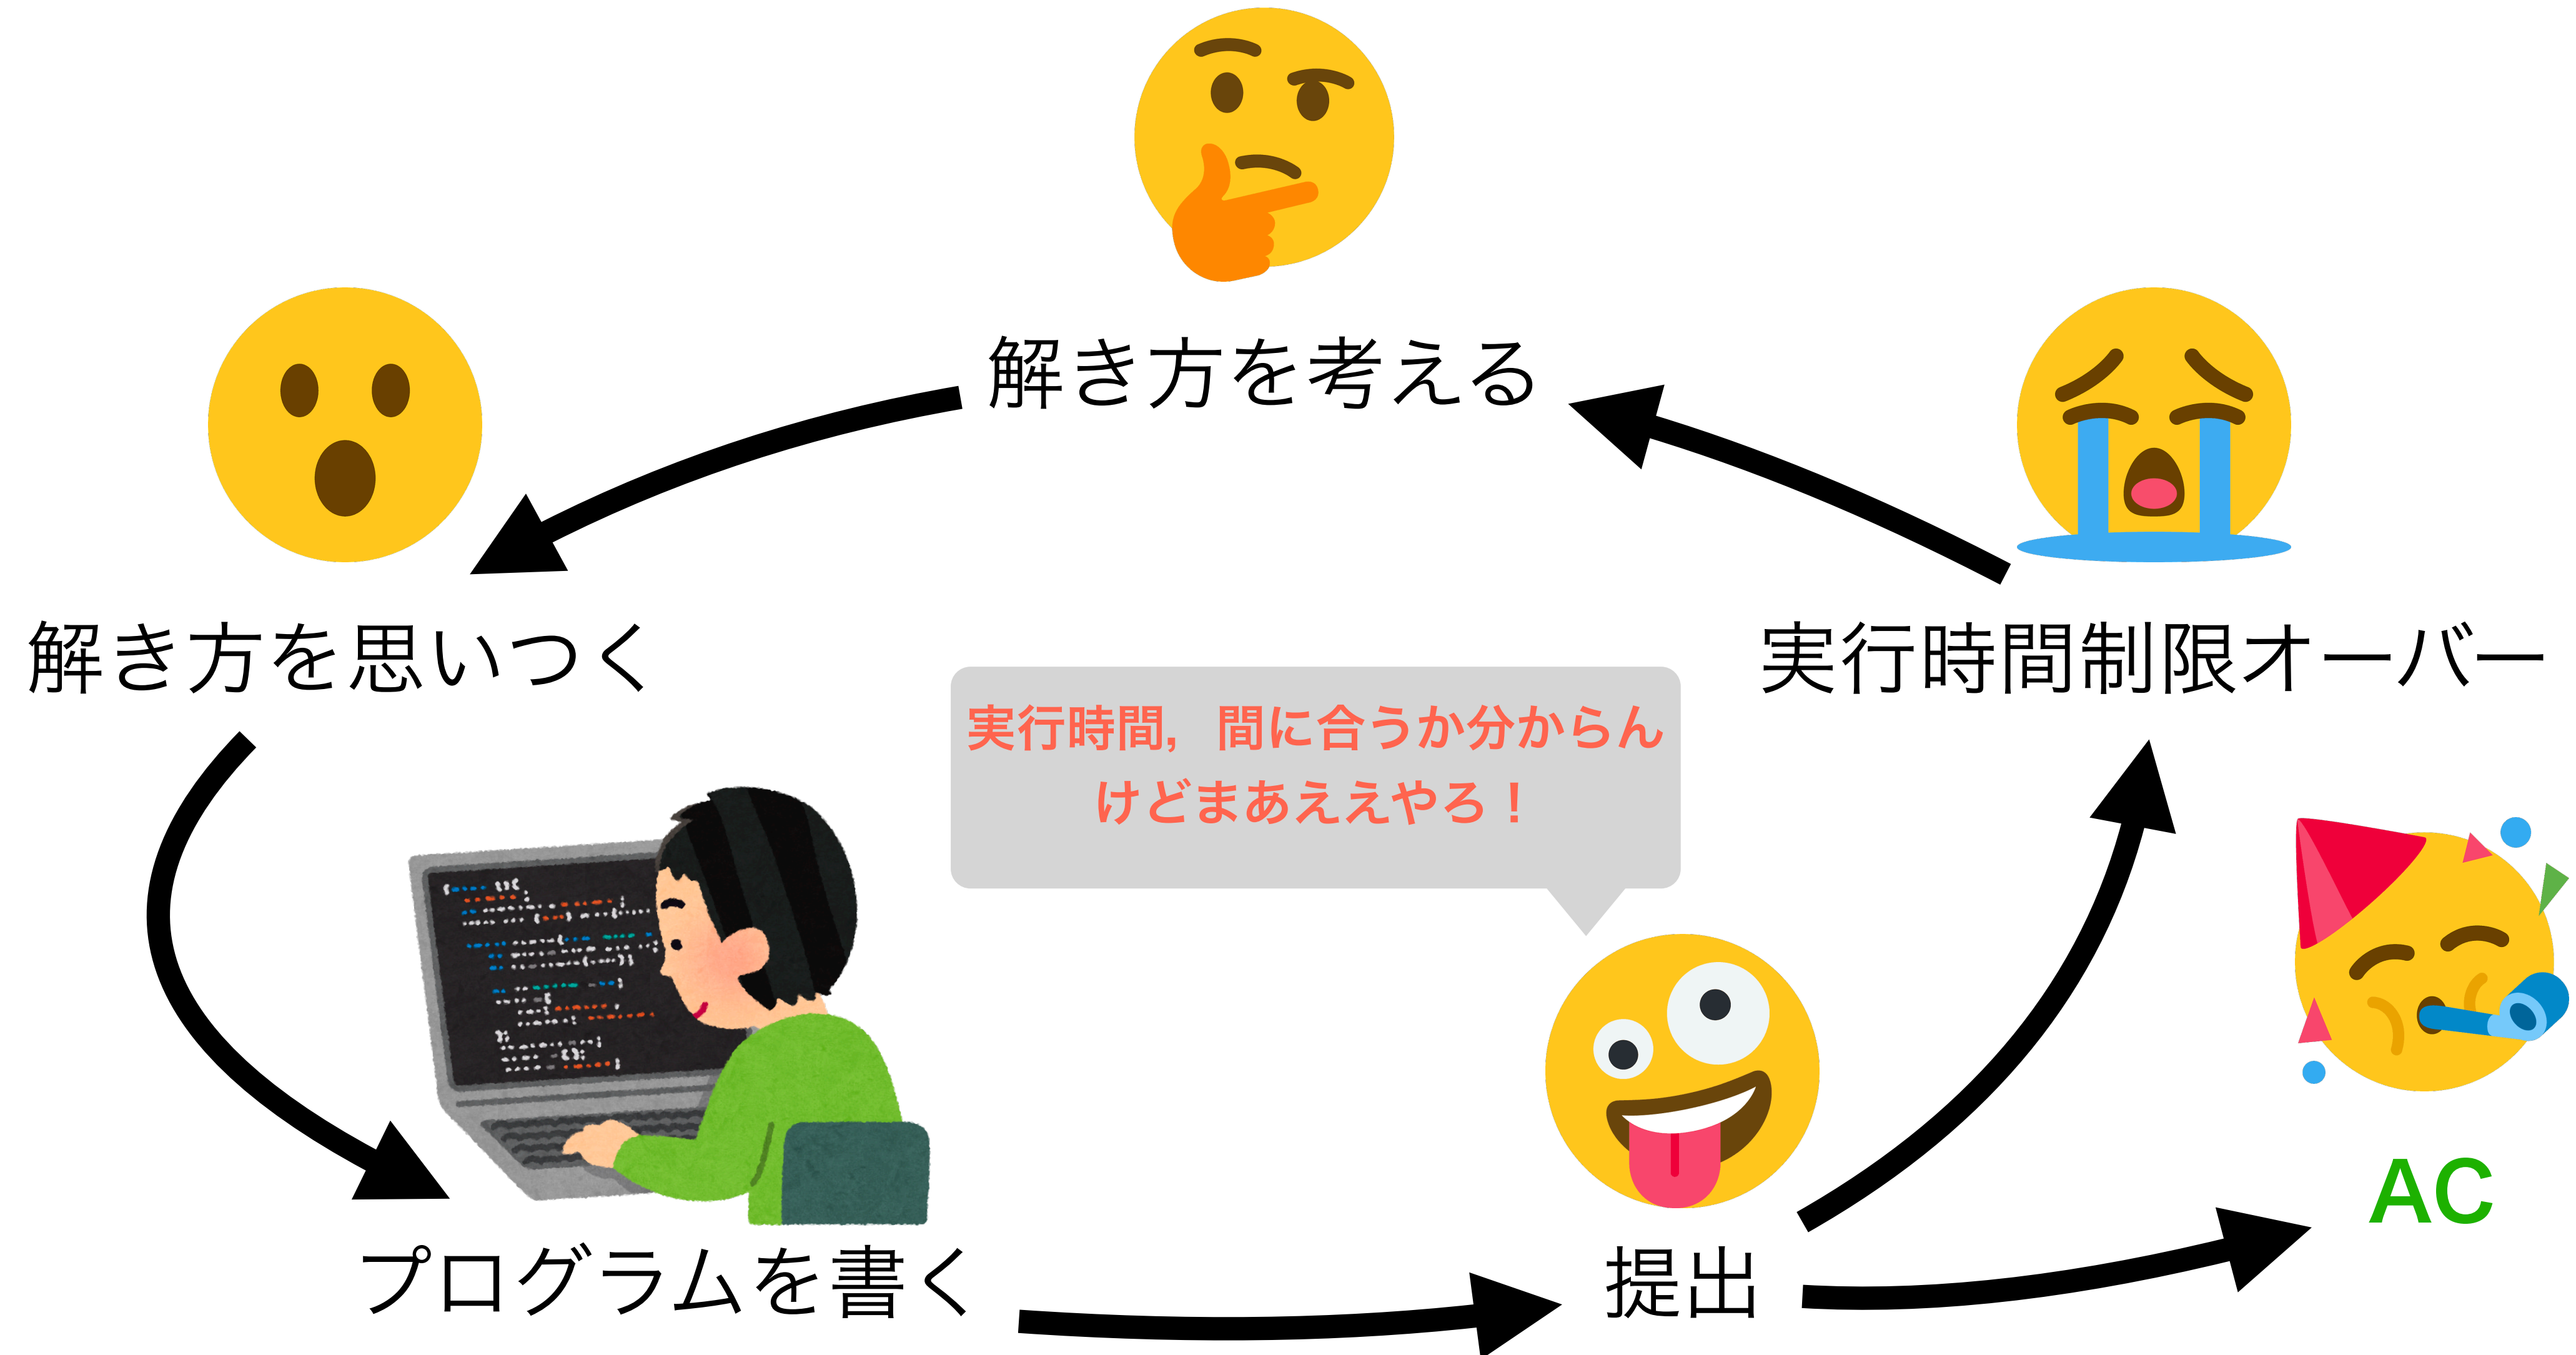 解き方を考える
解き方を思いつく
実行時間制限オーバー
実行時間，間に合うか分からん
けどまあええやろ！
AC
プログラムを書く
提出